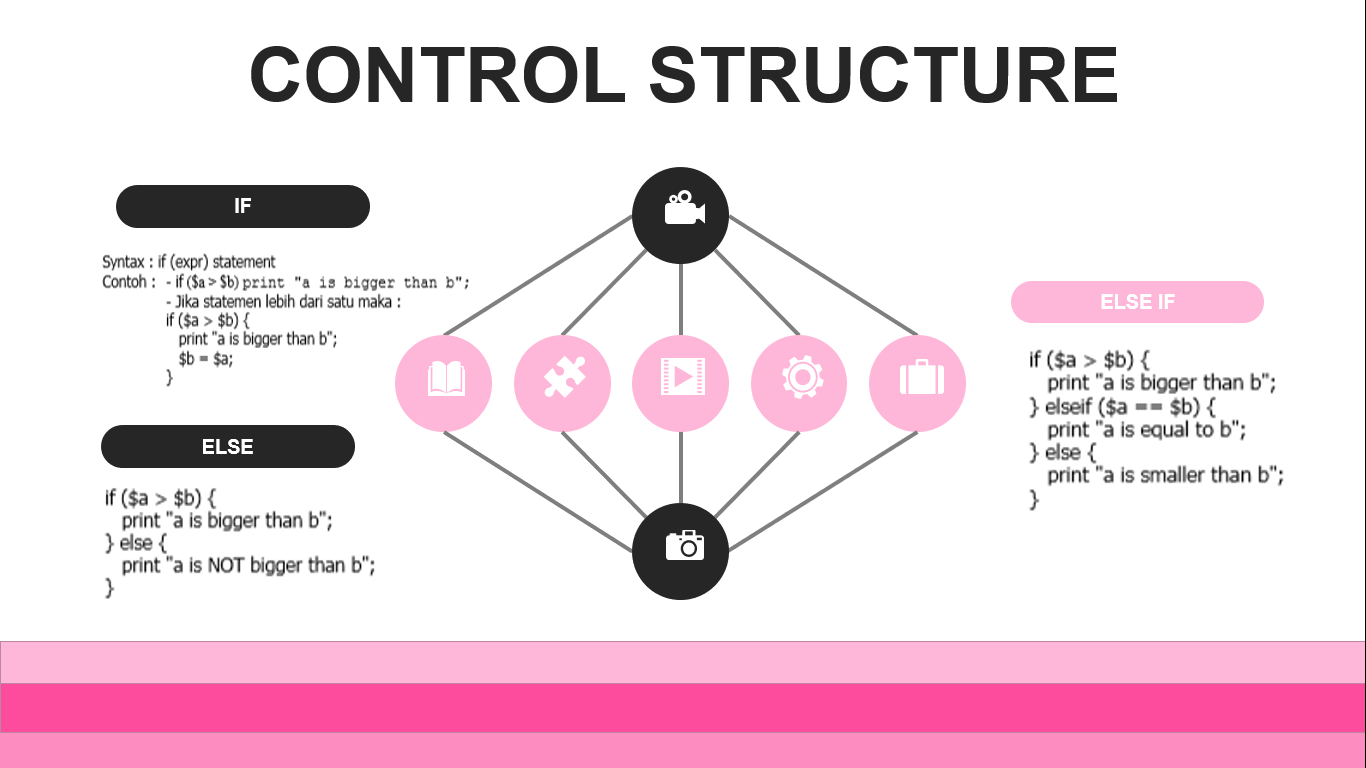 CONTROL STRUCTURE
IF
Syntax : if (expr) statement
Contoh : - if ($a > $b) print "a is bigger than b";
- Jika statemen lebih dari satu maka :
if ($a > $b) {
print "a is bigger than b";
$b = $a;
}
ELSE
if ($a > $b) {
print "a is bigger than b";
} else {
print "a is NOT bigger than b";
}
ELSE IF
if ($a > $b) {
print "a is bigger than b";
} elseif ($a == $b) {
print "a is equal to b";
} else {
print "a is smaller than b";
}